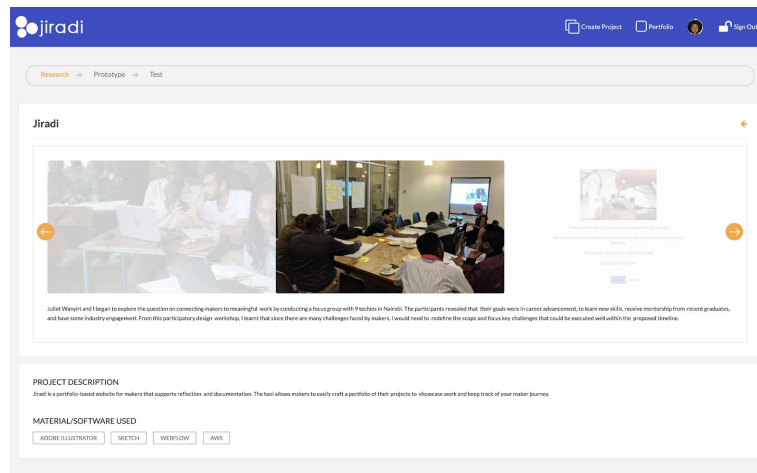 jiradi
Create Project
Portfolio
Sign Out
Research → Prototype → Test
Jiradi
Juliet Wanyiri and I began to explore the question on connecting makers to meaningful work by conducting a focus group with 9 techies in Nairobi. The participants revealed that their goals were in career advancement, to learn new skills, receive mentorship from recent graduates,
and have some industry engagement. From this participatory design workshop, I learnt that since there are many challenges faced by makers, I would need to redefine the scope and focus key challenges that could be executed well within the proposed timeline.
PROJECT DESCRIPTION
Jiradi is a portfolio-based website for makers that supports reflection and documentation. The tool allows makers to easily craft a portfolio of their projects to showcase work and keep track of your maker journey.
MATERIAL/SOFTWARE USED
ADOBE ILLUSTRATOR
SKETCH
WEBFLOW
AWS